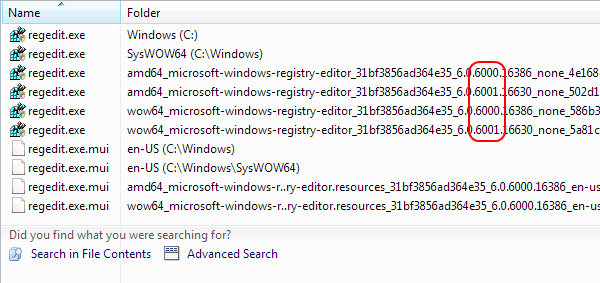 Name Folder
regedit.exe Windows (C:)
regedit.exe SysWOW64 (C:\Windows)
regedit.exe amd64_microsoft-windows-registry-editor_31bf3856ad364e35_6.0.6000.16386_none_4e168
regedit.exe amd64_microsoft-windows-registry-editor_31bf3856ad364e35_6.0.6001.16630_none_502d1
regedit.exe wow64_microsoft-windows-registry-editor_31bf3856ad364e35_6.0.6000.16386_none_586b3
regedit.exe wow64_microsoft-windows-registry-editor_31bf3856ad364e35_6.0.6001.16630_none_5a81c
regedit.exe.mui en-US (C:\Windows)
regedit.exe.mui en-US (C:\Windows\SysWOW64)
regedit.exe.mui amd64_microsoft-windows-r..ry-editor.resources_31bf3856ad364e35_6.0.6000.16386_en-us
regedit.exe.mui wow64_microsoft-windows-r..ry-editor.resources_31bf3856ad364e35_6.0.6000.16386_en-us
Did you find what you were searching for?
Search in File Contents Advanced Search